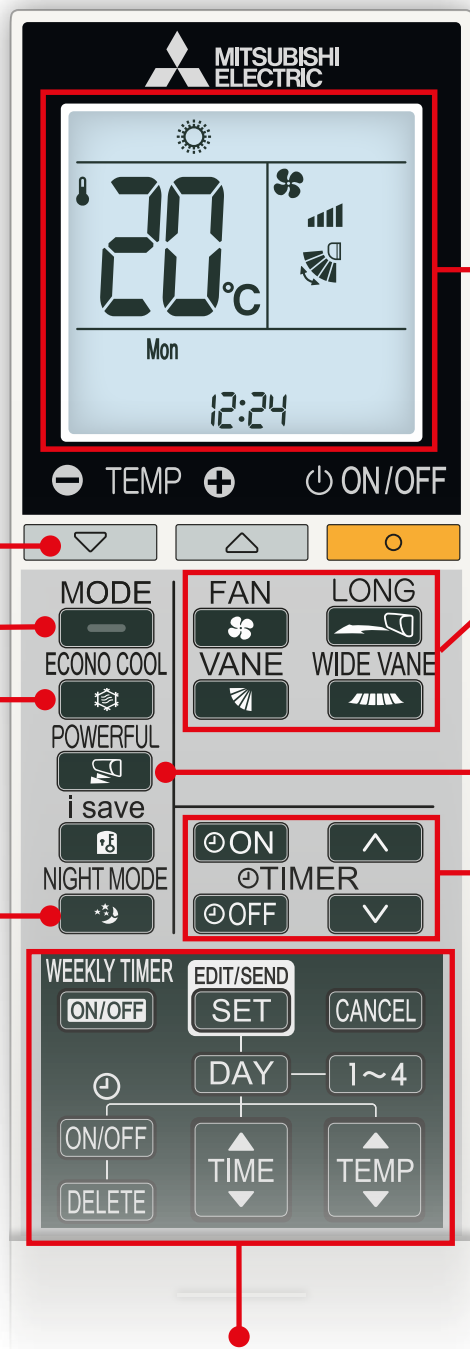 MITSUBISHI
ELECTRIC
20°C
Mon
12:24
TEMP ON/OFF
MODE FAN LONG
ECONO COOL VANE WIDE VANE
POWERFUL
i save
ON
NIGHT MODE TIMER
OFF
WEEKLY TIMER EDIT/SEND
ON/OFF SET CANCEL
DAY 1~4
ON/OFF TIME TEMP
DELETE